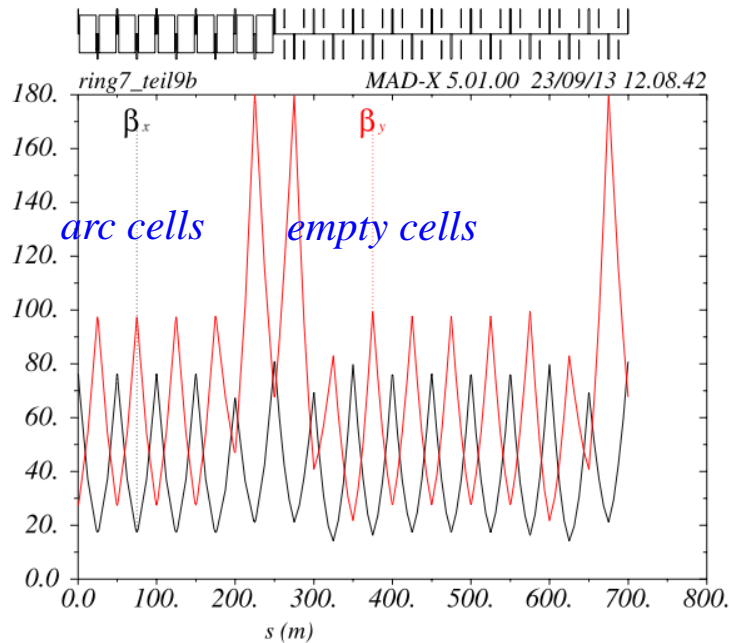 ring7_teil9b MAD-X 5.01.00 23/09/13 12.08.42
180.
βx βy
160.
140.
arc cells empty cells
120.
100.
80.
60.
40.
20.
0.0
0.0 100. 200. 300. 400. 500. 600. 700. 800.
s (m)